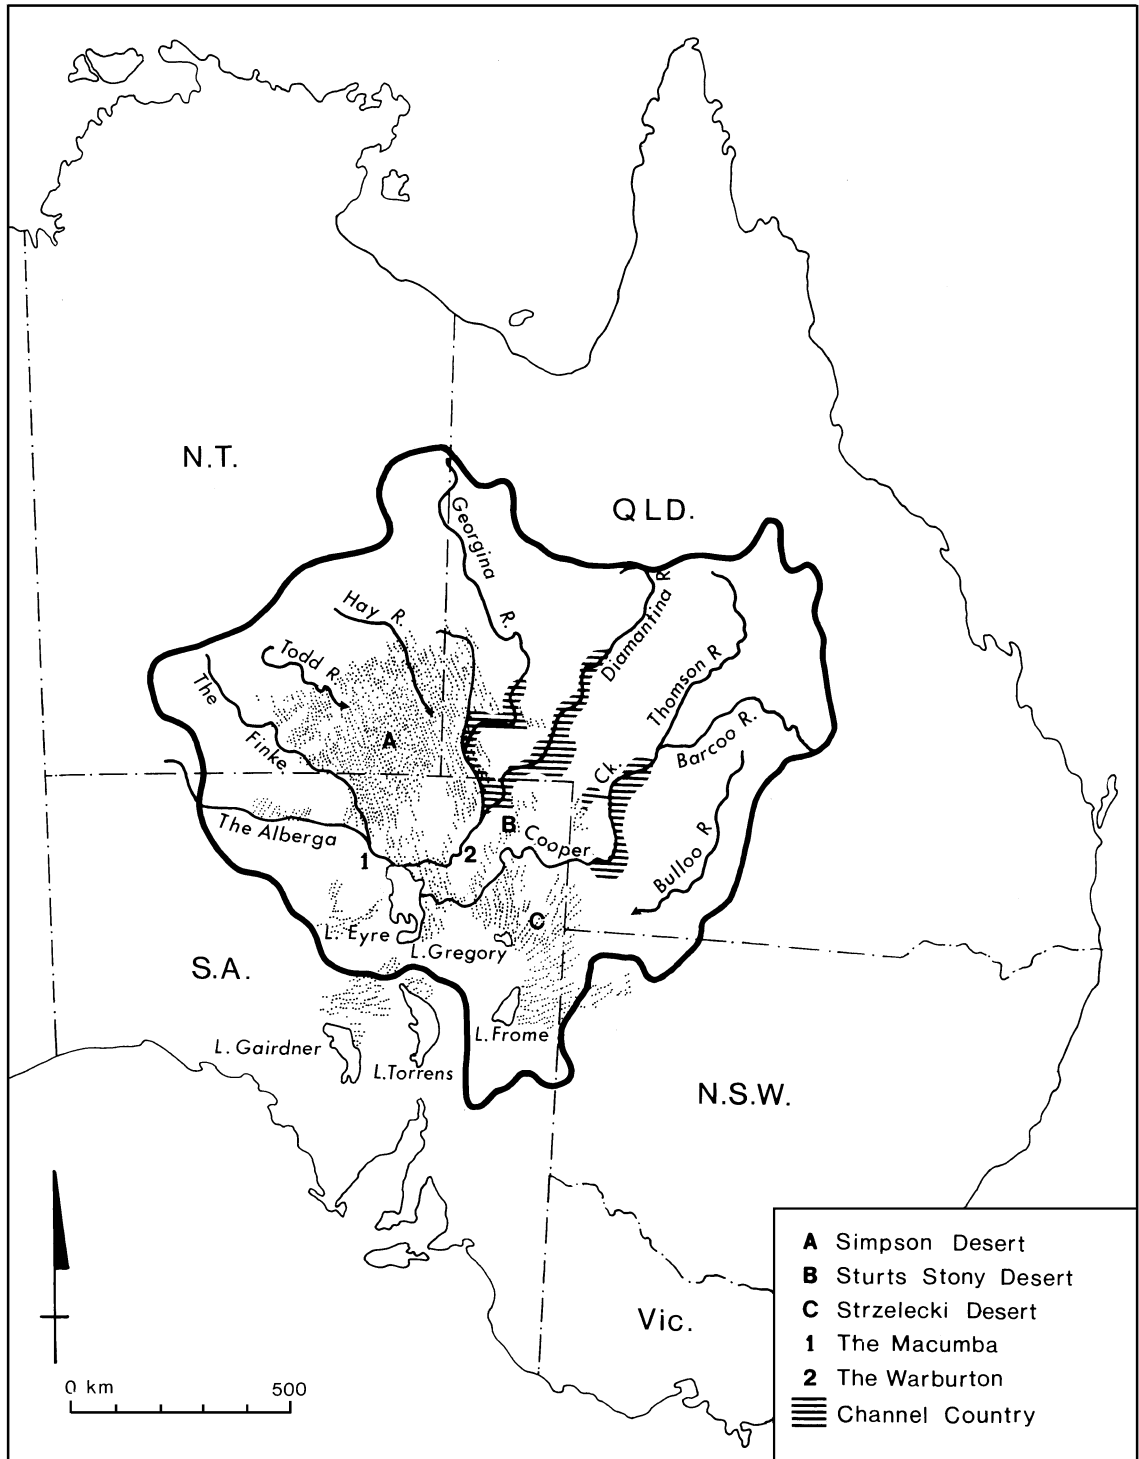 N.T.
QLD.
Georgina R.
Hay R.
Diamantina R
Todd R
Thomson R
The Finke
Barcoo R.
A
Ck.
The Alberga
B
Cooper
Bulloo R
1
2
C
L. Eyre
L. Gregory
S.A.
L. Frome
L. Gairdner
L. Torrens
N.S.W.
A Simpson Desert
B Sturts Stony Desert
C Strzelecki Desert
Vic.
1 The Macumba
2 The Warburton
0 km 500
Channel Country